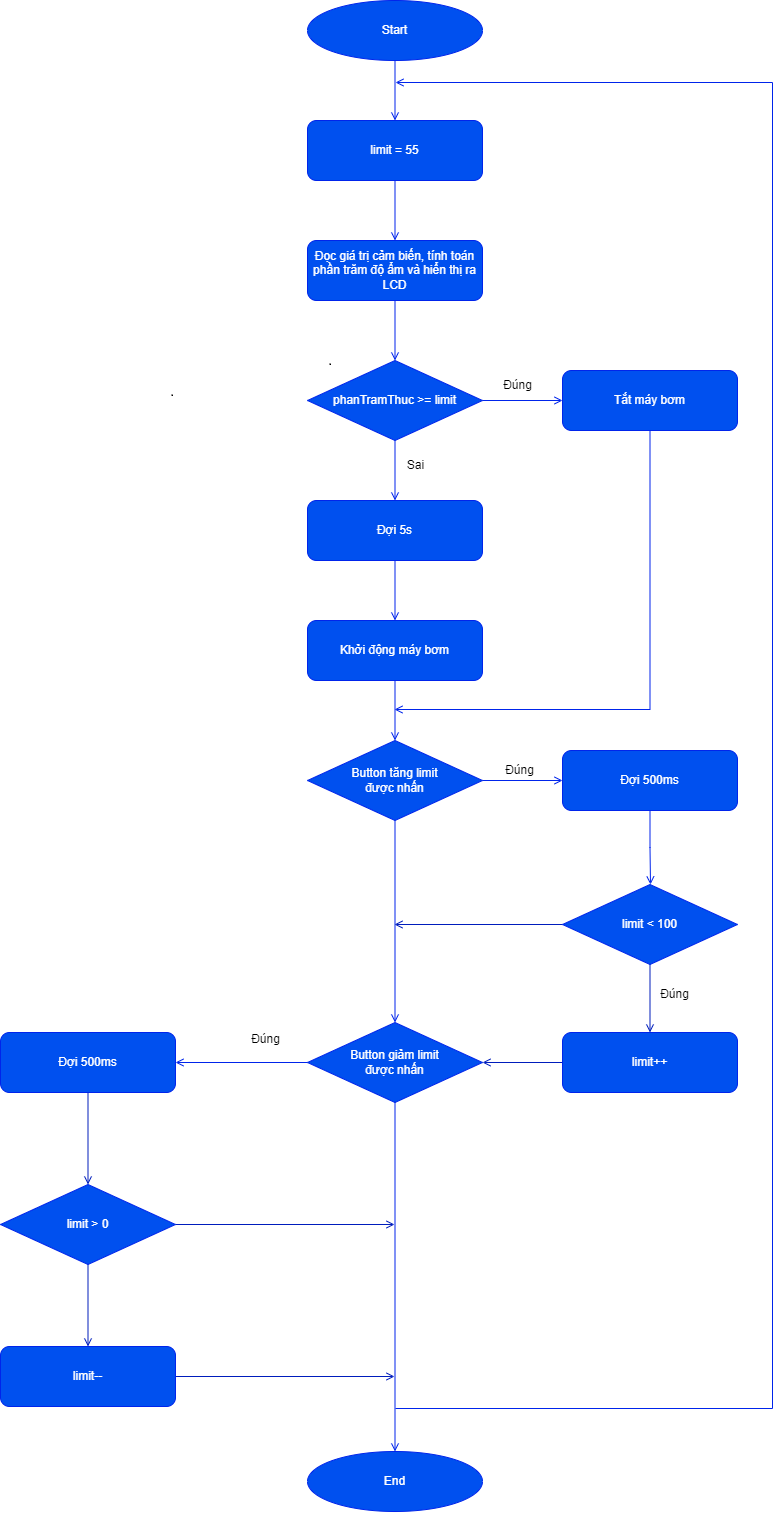 Start
limit = 55
Đọc giá trị cảm biến, tính toán
phần trăm độ ẩm và hiển thị ra
LCD
phanTramThuc >= limit
Đúng
Tắt máy bơm
Sai
Đợi 5s
Khởi động máy bơm
Button tăng limit
được nhấn
Đúng
Đợi 500ms
limit < 100
Đúng
limit++
Button giảm limit
được nhấn
Đúng
Đợi 500ms
limit > 0
limit--
End